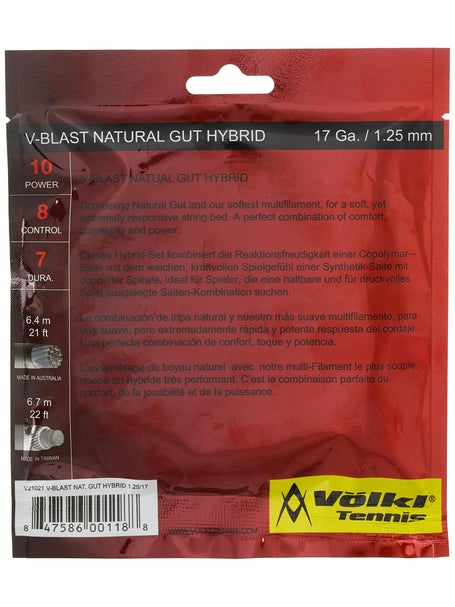 V-BLAST NATURAL GUT HYBRID 17 Ga. / 1.25 mm
10
POWER
8
CONTROL
7
DURA.
6.4 m
21 ft
MADE IN AUSTRALIA
6.7 m
22 ft
MADE IN TAIWAN
V-BLAST NATUJAL GUT HYBRID
Combining Natural Gut and our softest multifilament, for a soft, yet
extremely responsive string bed. A perfect combination of comfort,
playability and power.
Dieses Hybrid-Set kombiniert die Reaktionsfreudigkeit einer Copolymer –
Saite mit dem weichen, kraftvollen Spielgefühl einer Synthetik-Saite mit
doppelter Spirale, Ideal für Spieler, die eine haltbare und für druckvolles
Spiel ausgelegte Saiten-Kombination suchen.
La combinación de tripa natural y nuestro más suave multifilamento, para
una suave, pero extremamente rápida y potente respuesta del cordaje.
Una perfecta combinación de confort, toque y potencia.
L'assemblage du boyau naturel avec notre multi-Filament le plus souple,
donne un hybride très performant. C'est la combinaison parfaite du
confort, de la jouabilité et de la puissance.
V21021 V-BLAST NAT. GUT HYBRID 1.25/17
8 47586 00118 8
WWW.VOLKLTENNIS.COM
Völkl
Tennis